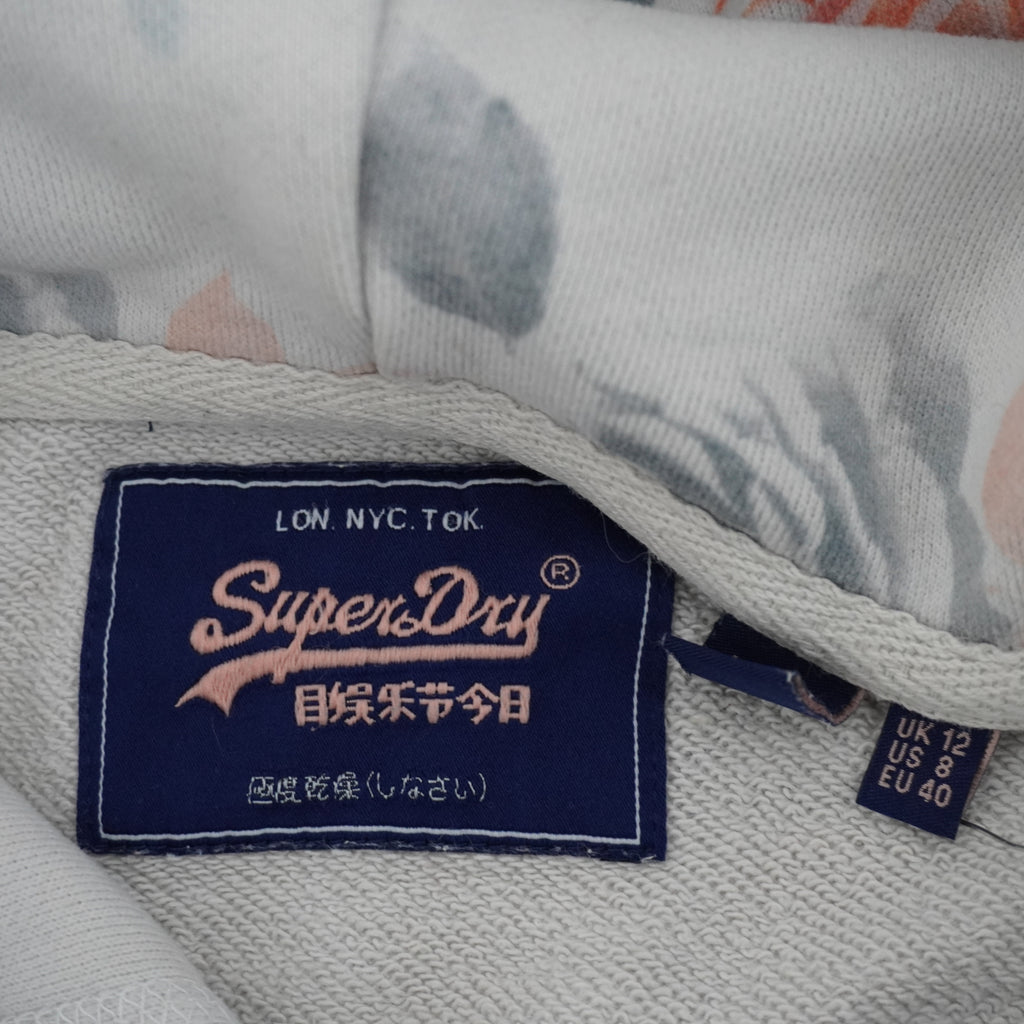 LON. NYC. TOK.
SuperDry®
目娱乐节今日
極度乾燥(しなさい)
UK 12
US 8
EU 40